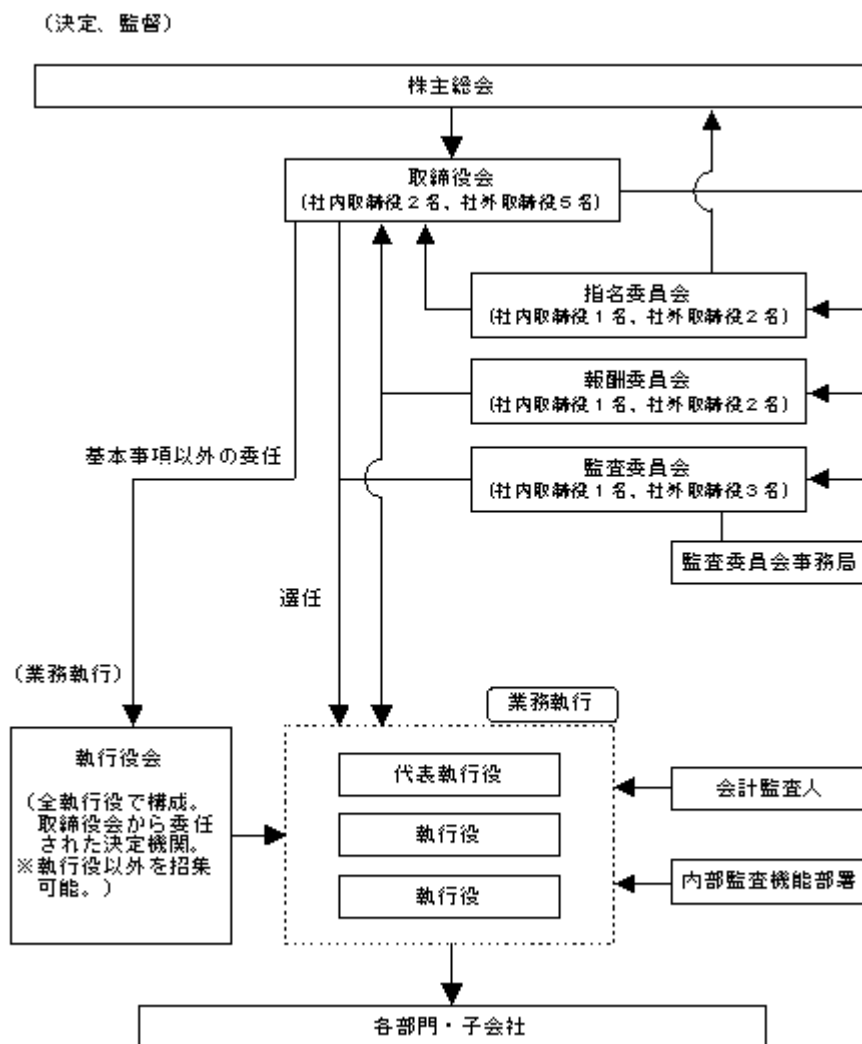 （決定、監督）
株主総会
取締役会
（社内取締役２名、社外取締役５名）
指名委員会
（社内取締役１名、社外取締役２名）
報酬委員会
（社内取締役１名、社外取締役２名）
基本事項以外の委任
監査委員会
（社内取締役１名、社外取締役３名）
監査委員会事務局
選任
（業務執行）
業務執行
執行役会
（全執行役で構成。
取締役会から委任
された決定機関。
※執行役以外を招集
可能。）
代表執行役
執行役
執行役
会計監査人
内部監査機能部署
各部門・子会社